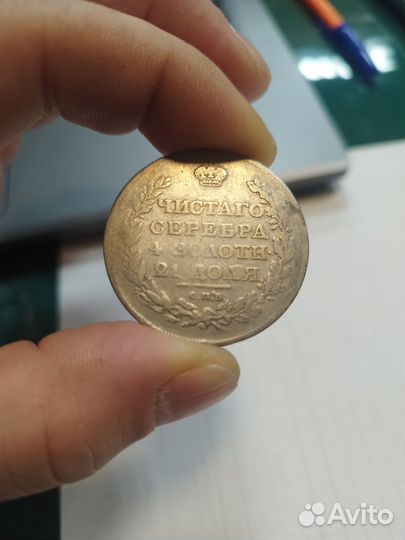 ЧИСТАГО
СЕРЕБРА
4 ЗОЛОТН·
21 ДОЛЯ.
С.П.Б.
Avito